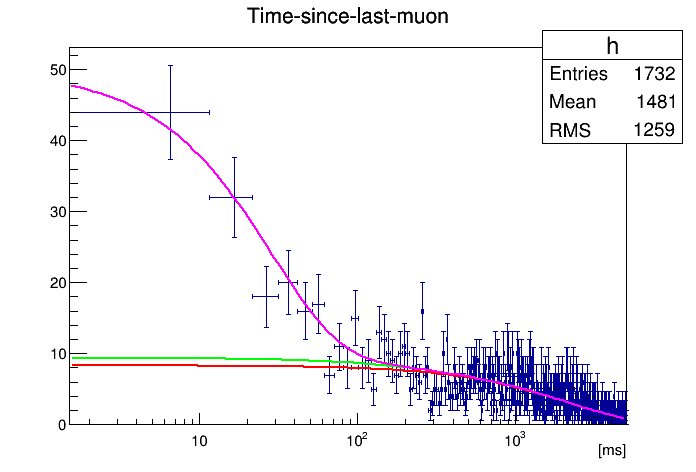 Time-since-last-muon
h
Entries 1732
Mean 1481
RMS 1259
50
40
30
20
10
0
10 10² 10³
[ms]